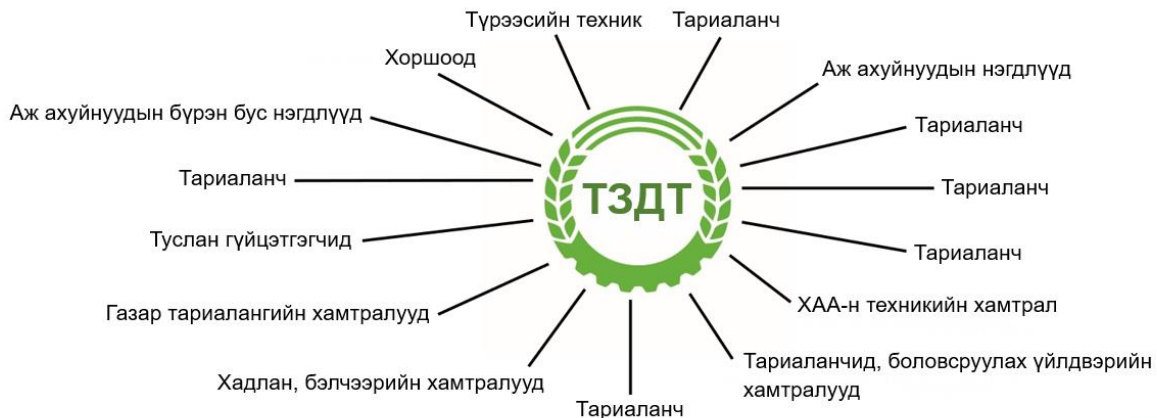 Түрээсийн техник
Тариаланч
Хоршоод
Аж ахуйнуудын нэгдлүүд
Аж ахуйнуудын бүрэн бус нэгдлүүд
Тариаланч
Тариаланч
Тариаланч
ТЗДТ
Туслан гүйцэтгэгчид
Тариаланч
Газар тариалангийн хамтралууд
ХАА-н техникийн хамтрал
Хадлан, бэлчээрийн хамтралууд
Тариаланчид, боловсруулах үйлдвэрийн
хамтралууд
Тариаланч